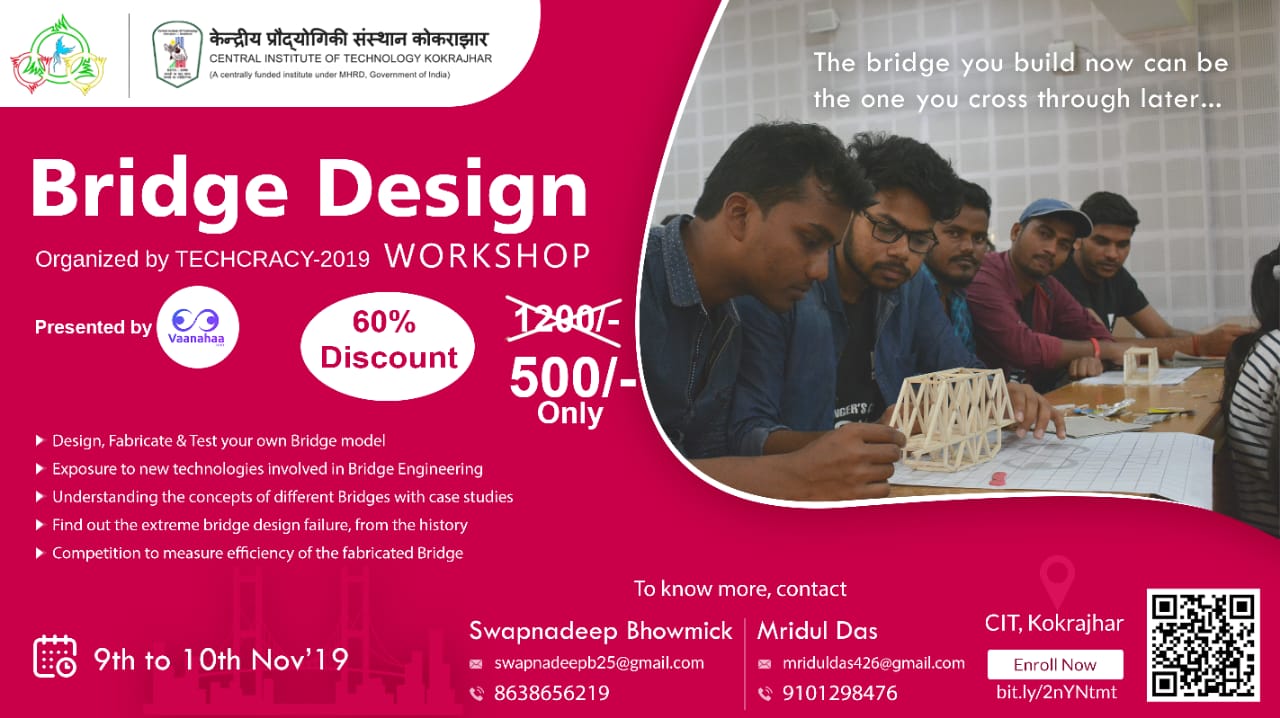 केन्द्रीय प्रौद्योगिकी संस्थान कोकराझार
CENTRAL INSTITUTE OF TECHNOLOGY KOKRAJHAR
(A centrally funded institute under MHRD, Government of India)
The bridge you build now can be
the one you cross through later...
Bridge Design
Organized by TECHCRACY-2019 WORKSHOP
Presented by
Vaanahaa
60%
Discount
1200/-
500/-
Only
Design, Fabricate & Test your own Bridge model
Exposure to new technologies involved in Bridge Engineering
Understanding the concepts of different Bridges with case studies
Find out the extreme bridge design failure, from the history
Competition to measure efficiency of the fabricated Bridge
9th to 10th Nov'19
To know more, contact
Swapnadeep Bhowmick
swapnadeepb25@gmail.com
8638656219
Mridul Das
mriduldas426@gmail.com
9101298476
CIT, Kokrajhar
Enroll Now
bit.ly/2nYNtmt